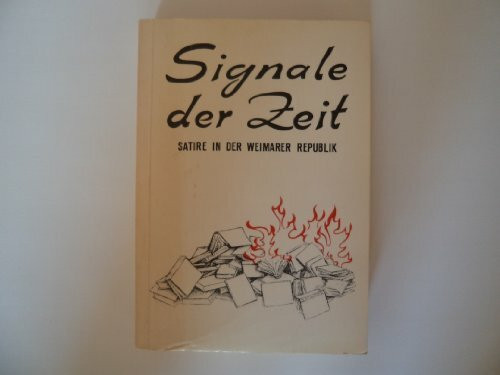 Signale
der Zeit
SATIRE IN DER WEIMARER REPUBLIK